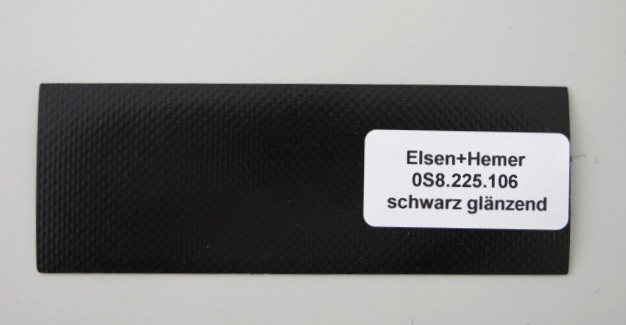 Elsen+Hemer
0S8.225.106
schwarz glänzend